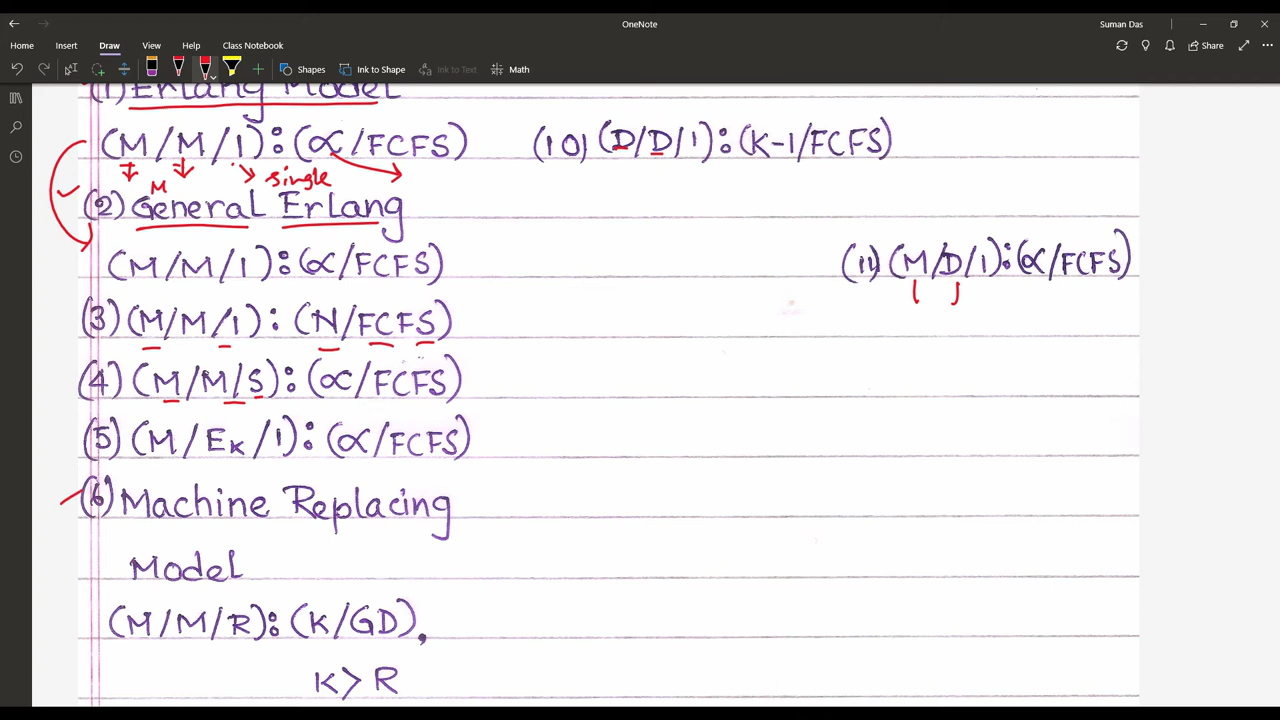 OneNote
Suman Das
Home Insert Draw View Help Class Notebook
Share
Shapes Ink to Shape Ink to Text Math
(1) Erlang Model
(M/M/1):(∝/FCFS)
single
M
(2) General Erlang
(M/M/1):(∝/FCFS)
(3) (M/M/1):(N/FCFS)
(4) (M/M/S):(∝/FCFS)
(5) (M/Eκ/1):(∝/FCFS)
(6) Machine Replacing
Model
(M/M/R):(K/GD),
K>R
(10) (D/D/1):(K-1/FCFS)
(11) (M/D/1):(∝/FCFS)